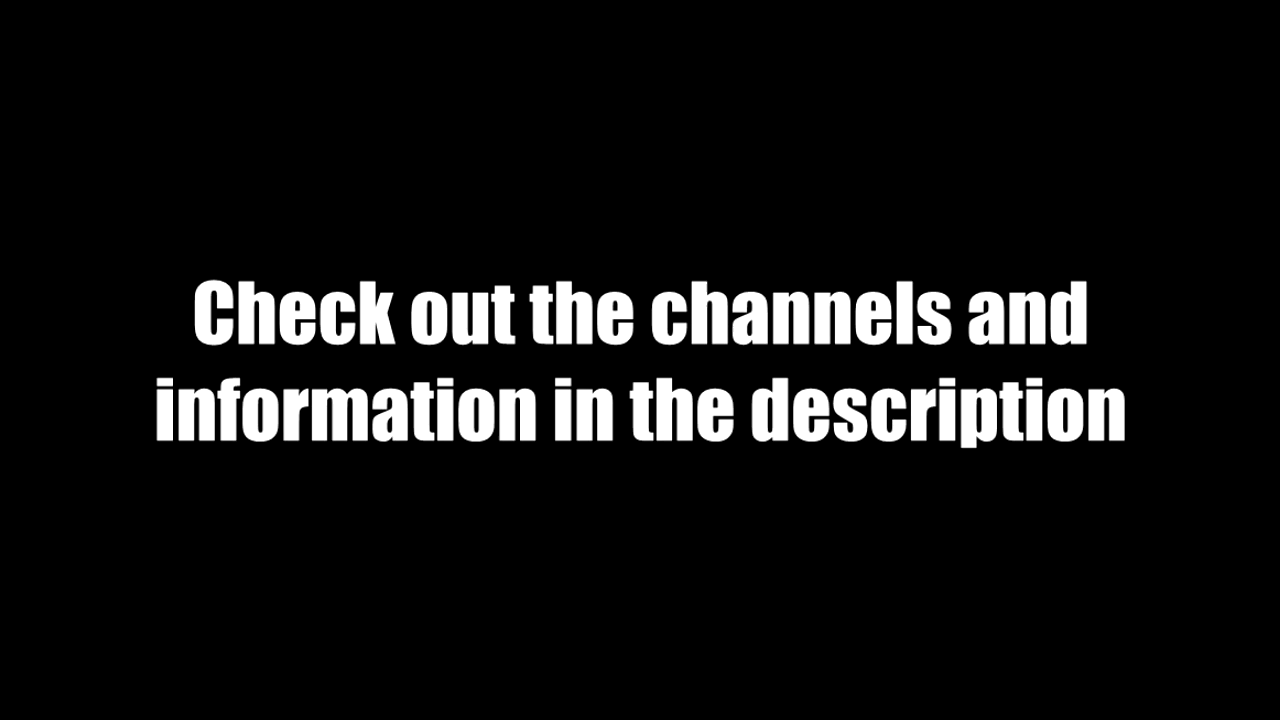 Check out the channels and
information in the description